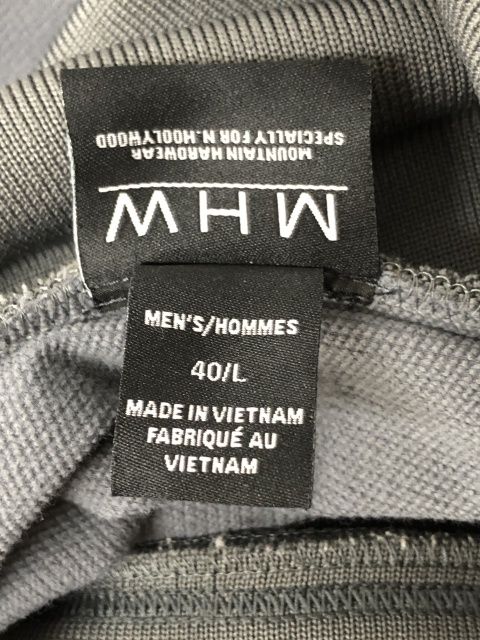 MHW
MOUNTAIN HARDWEAR
SPECIALLY FOR N.HOOLYWOOD
MEN'S/HOMMES
40/L
MADE IN VIETNAM
FABRIQUÉ AU
VIETNAM